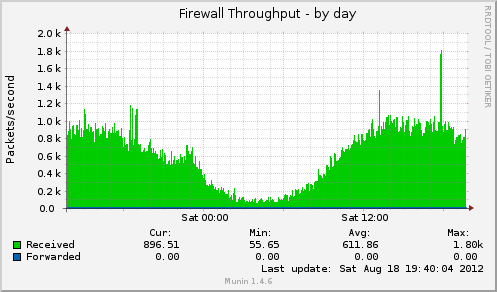 Firewall Throughput - by day
RRDTOOL / TOBI OETIKER
Packets/second
2.0 k
1.8 k
1.6 k
1.4 k
1.2 k
1.0 k
0.8 k
0.6 k
0.4 k
0.2 k
0.0
Sat 00:00 Sat 12:00
Cur: Min: Avg: Max:
Received 896.51 55.65 611.86 1.80k
Forwarded 0.00 0.00 0.00 0.00
Last update: Sat Aug 18 19:40:04 2012
Munin 1.4.6